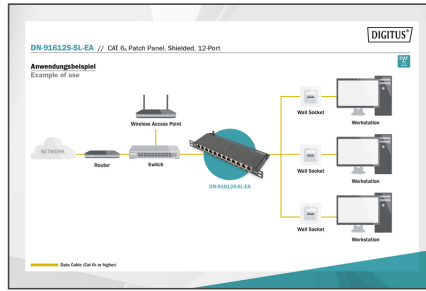 DIGITUS®
DN-91612S-SL-EA // CAT 6A Patch Panel, Shielded, 12-Port
CAT
6A
Anwendungsbeispiel
Example of use
Wireless Access Point
Wall Socket
Workstation
NETWORK
Router
Switch
DN-91612S-SL-EA
Wall Socket
Workstation
Wall Socket
Workstation
Data Cable (Cat 6A or higher)